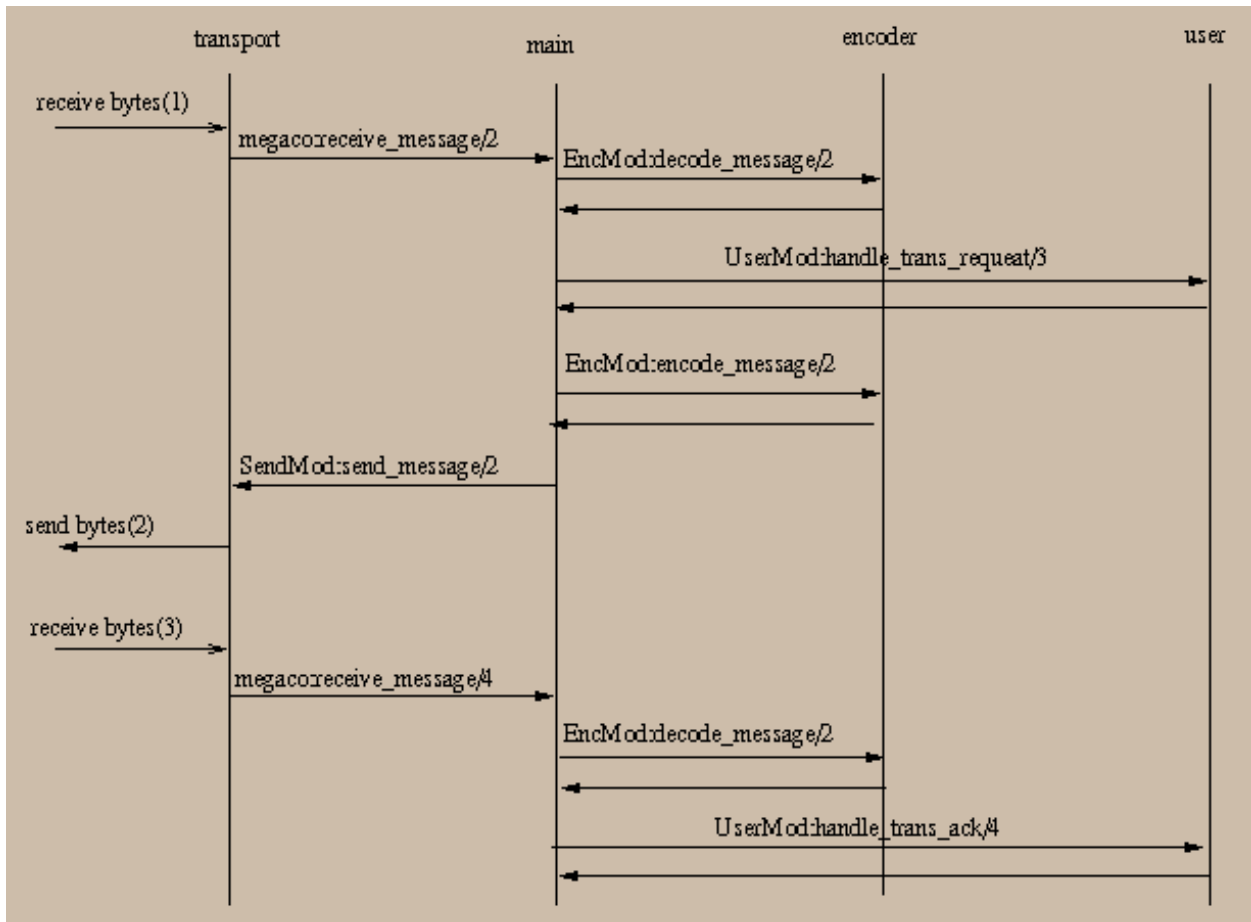 transport
main
encoder
user
receive bytes(1)
megaco:receive_message/2
EncMod:decode_message/2
UserMod:handle_trans_requeat/3
EncMod:encode_message/2
SendMod:send_message/2
send bytes(2)
receive bytes(3)
megaco:receive_message/4
EncMod:decode_message/2
UserMod:handle_trans_ack/4